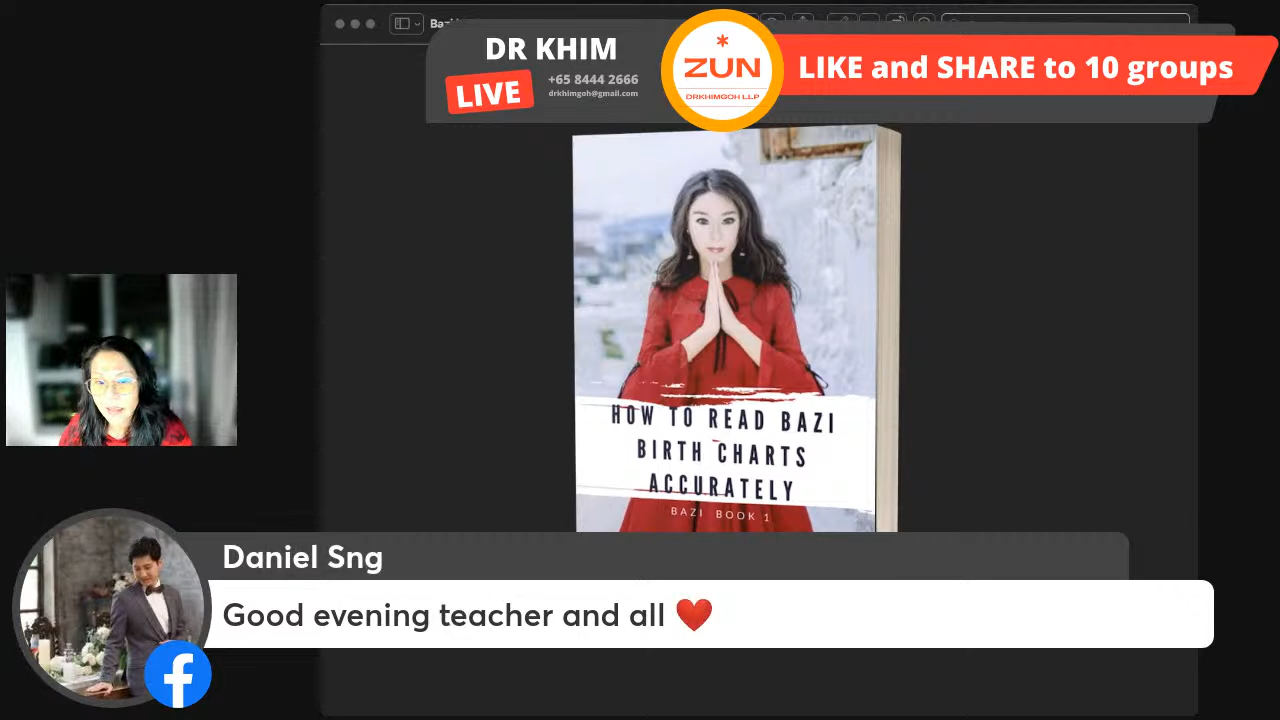 DR KHIM
LIVE
+65 8444 2666
drkhimgoh@gmail.com
ZUN
DRKHIMGOH LLP
LIKE and SHARE to 10 groups
HOW TO READ BAZI
BIRTH CHARTS
ACCURATELY
BAZI BOOK 1
Daniel Sng
Good evening teacher and all ❤️